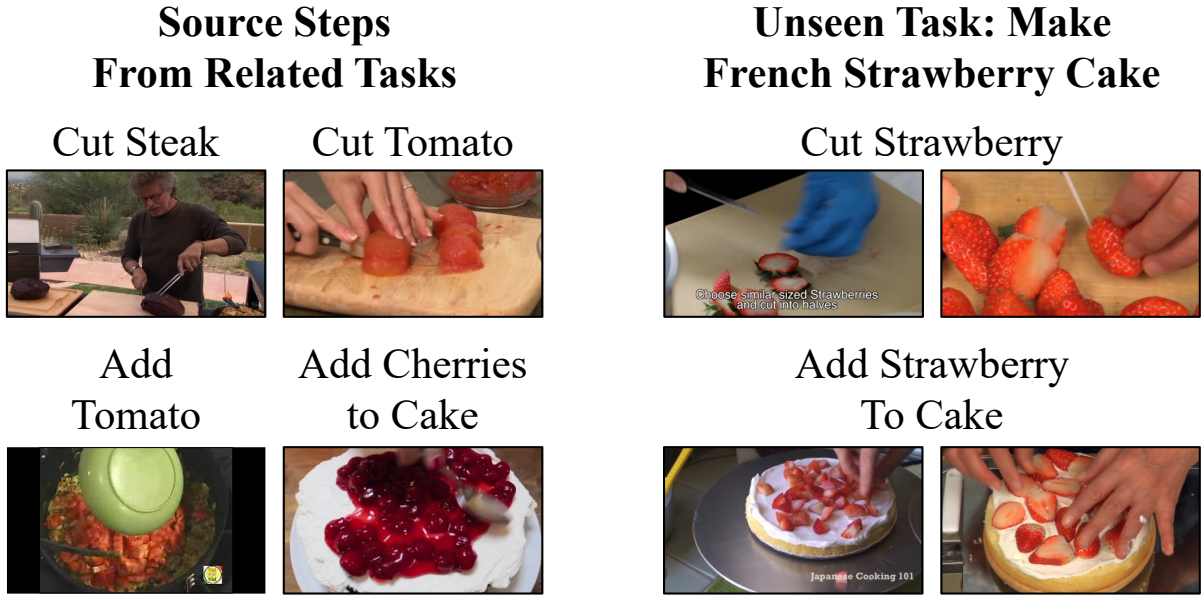 Source Steps
From Related Tasks
Unseen Task: Make
French Strawberry Cake
Cut Steak
Cut Tomato
Cut Strawberry
Choose similar sized Strawberries
and cut into halves
Add
Tomato
Add Cherries
to Cake
Add Strawberry
To Cake
Japanese Cooking 101